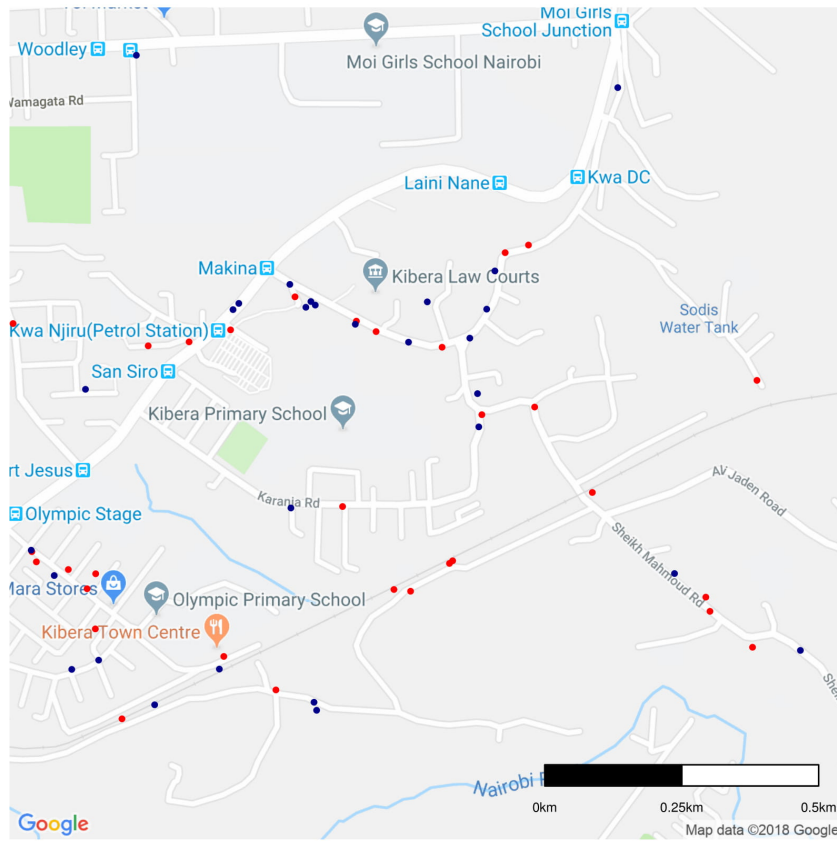 Moi Girls
School Junction
Woodley
Moi Girls School Nairobi
Wamagata Rd
Laini Nane
Kwa DC
Makina
Kibera Law Courts
Sodis
Water Tank
Kwa Njiru(Petrol Station)
San Siro
Kibera Primary School
rt Jesus
Karania Rd
AV Jaden Road
Olympic Stage
Sheikh Mahmoud Rd
Mara Stores
Olympic Primary School
Kibera Town Centre
Shei
Nairobi
0km
0.25km
0.5km
Google
Map data ©2018 Google